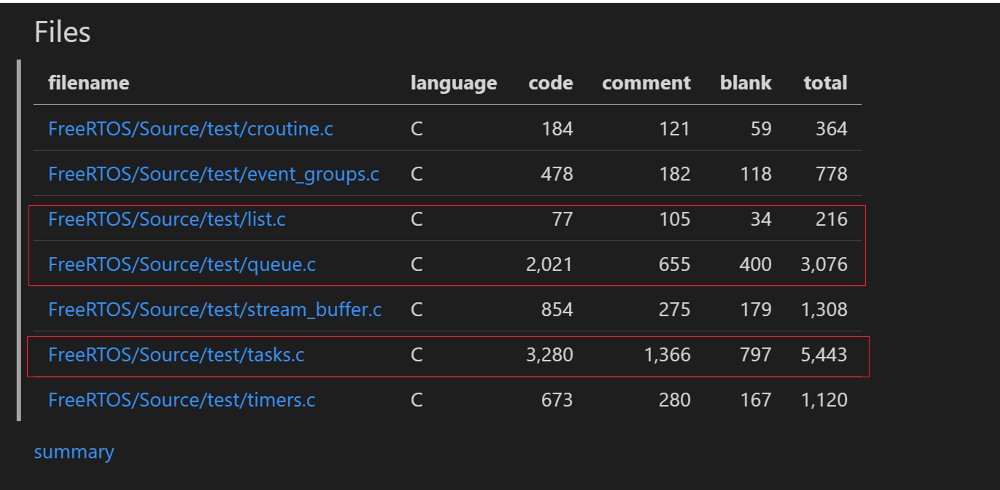 Files
filename language code comment blank total
FreeRTOS/Source/test/croutine.c C 184 121 59 364
FreeRTOS/Source/test/event_groups.c C 478 182 118 778
FreeRTOS/Source/test/list.c C 77 105 34 216
FreeRTOS/Source/test/queue.c C 2,021 655 400 3,076
FreeRTOS/Source/test/stream_buffer.c C 854 275 179 1,308
FreeRTOS/Source/test/tasks.c C 3,280 1,366 797 5,443
FreeRTOS/Source/test/timers.c C 673 280 167 1,120
summary